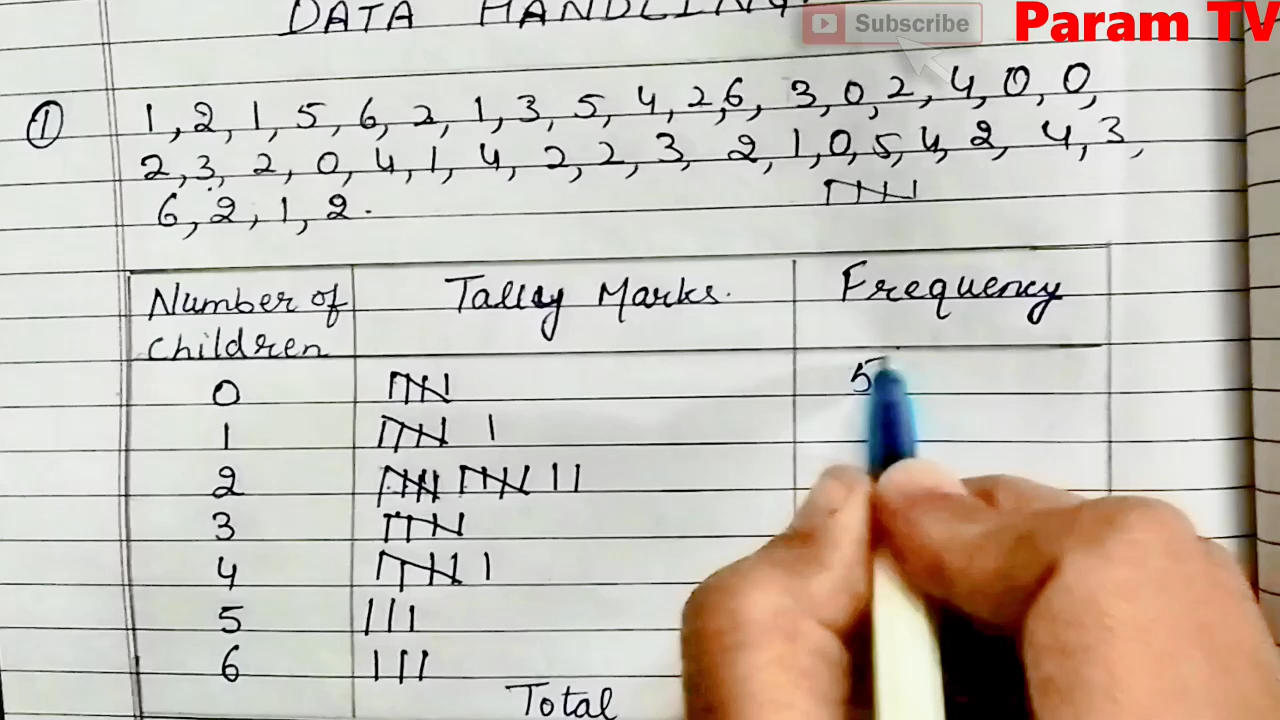 DATA HANDLING
Subscribe
Param TV
① 1, 2, 1, 5, 6, 2, 1, 3, 5, 4, 2, 6, 3, 0, 2, 4, 0, 0,
2, 3, 2, 0, 4, 1, 4, 2, 2, 3, 2, 1, 0, 5, 4, 2, 4, 3,
6, 2, 1, 2.
Number of children Tally Marks. Frequency
0 5
1
2
3
4
5
6
Total